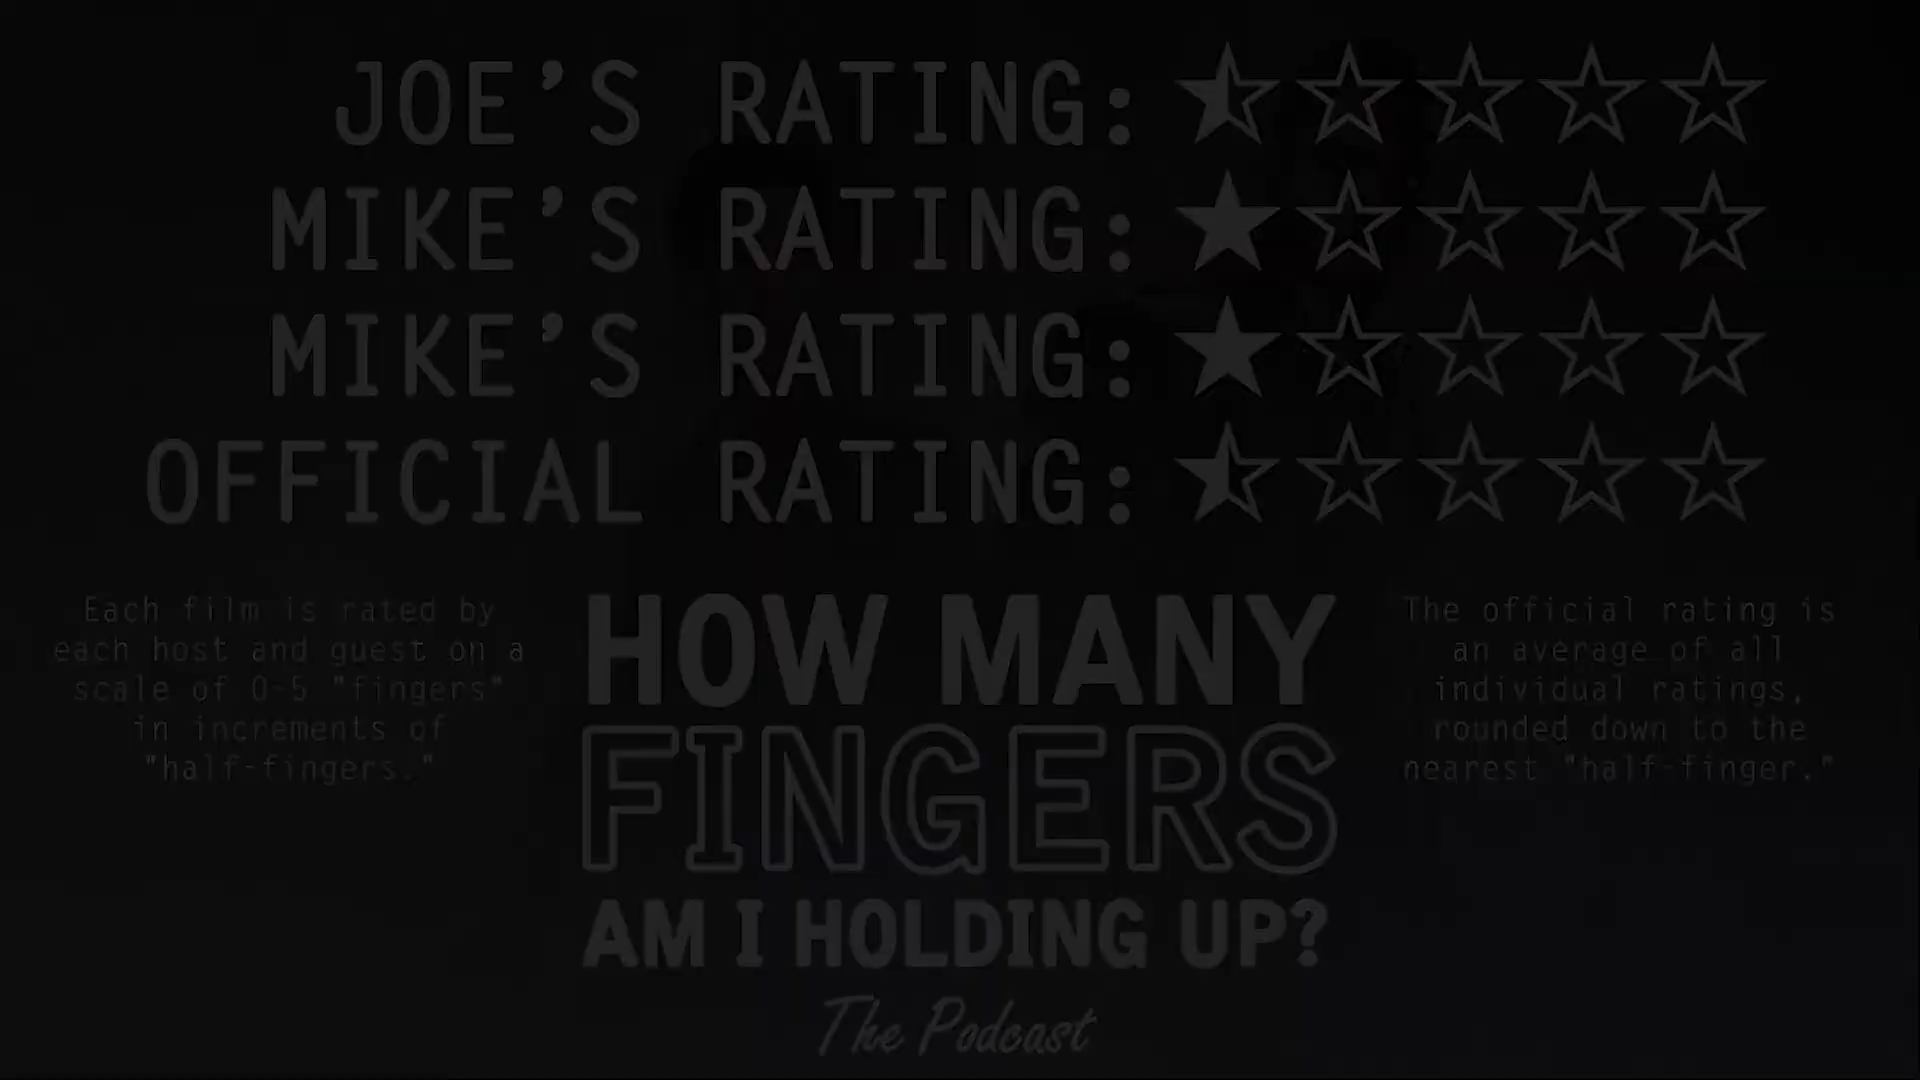 JOE'S RATING:
MIKE'S RATING:
MIKE'S RATING:
OFFICIAL RATING:
Each film is rated by
each host and guest on a
scale of 0-5 "fingers"
in increments of
"half-fingers."
HOW MANY
FINGERS
AM I HOLDING UP?
The Podcast
The official rating is
an average of all
individual ratings,
rounded down to the
nearest "half-finger."